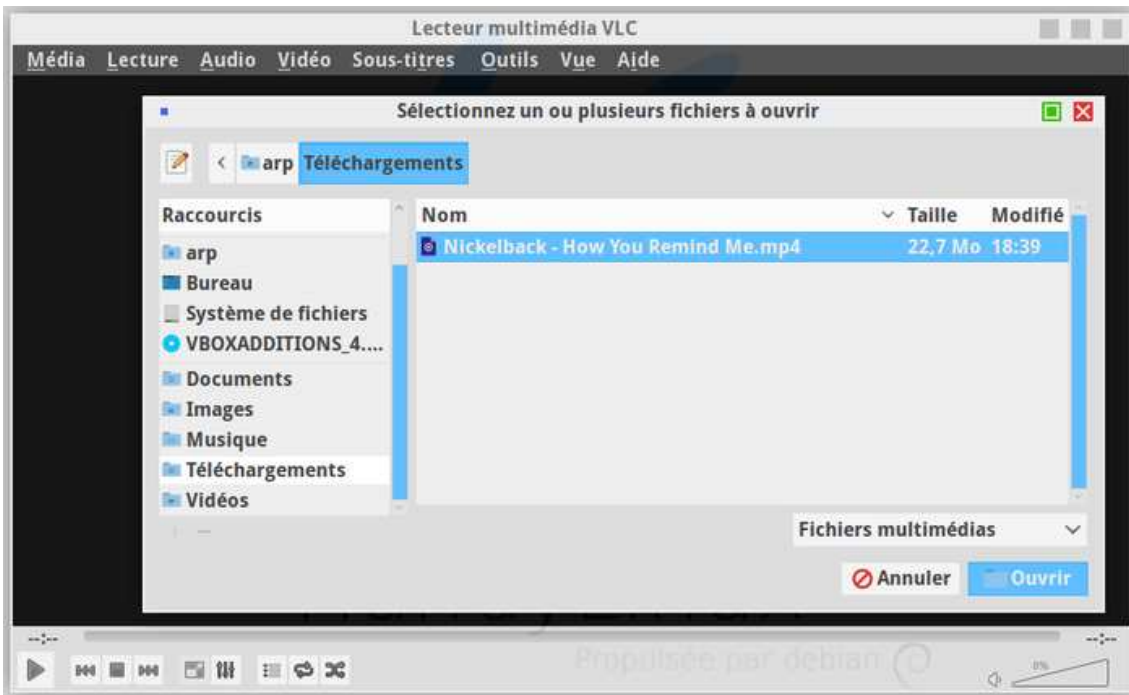 Lecteur multimédia VLC
Média Lecture Audio Vidéo Sous-titres Outils Vue Aide
Sélectionnez un ou plusieurs fichiers à ouvrir
arp Téléchargements
Raccourcis
Nom Taille Modifié
arp
Nickelback - How You Remind Me.mp4 22,7 Mo 18:39
Bureau
Système de fichiers
VBOXADDITIONS_4....
Documents
Images
Musique
Téléchargements
Vidéos
Fichiers multimédias
Annuler Ouvrir
--:-- --:--
Propulsée par debian
0%